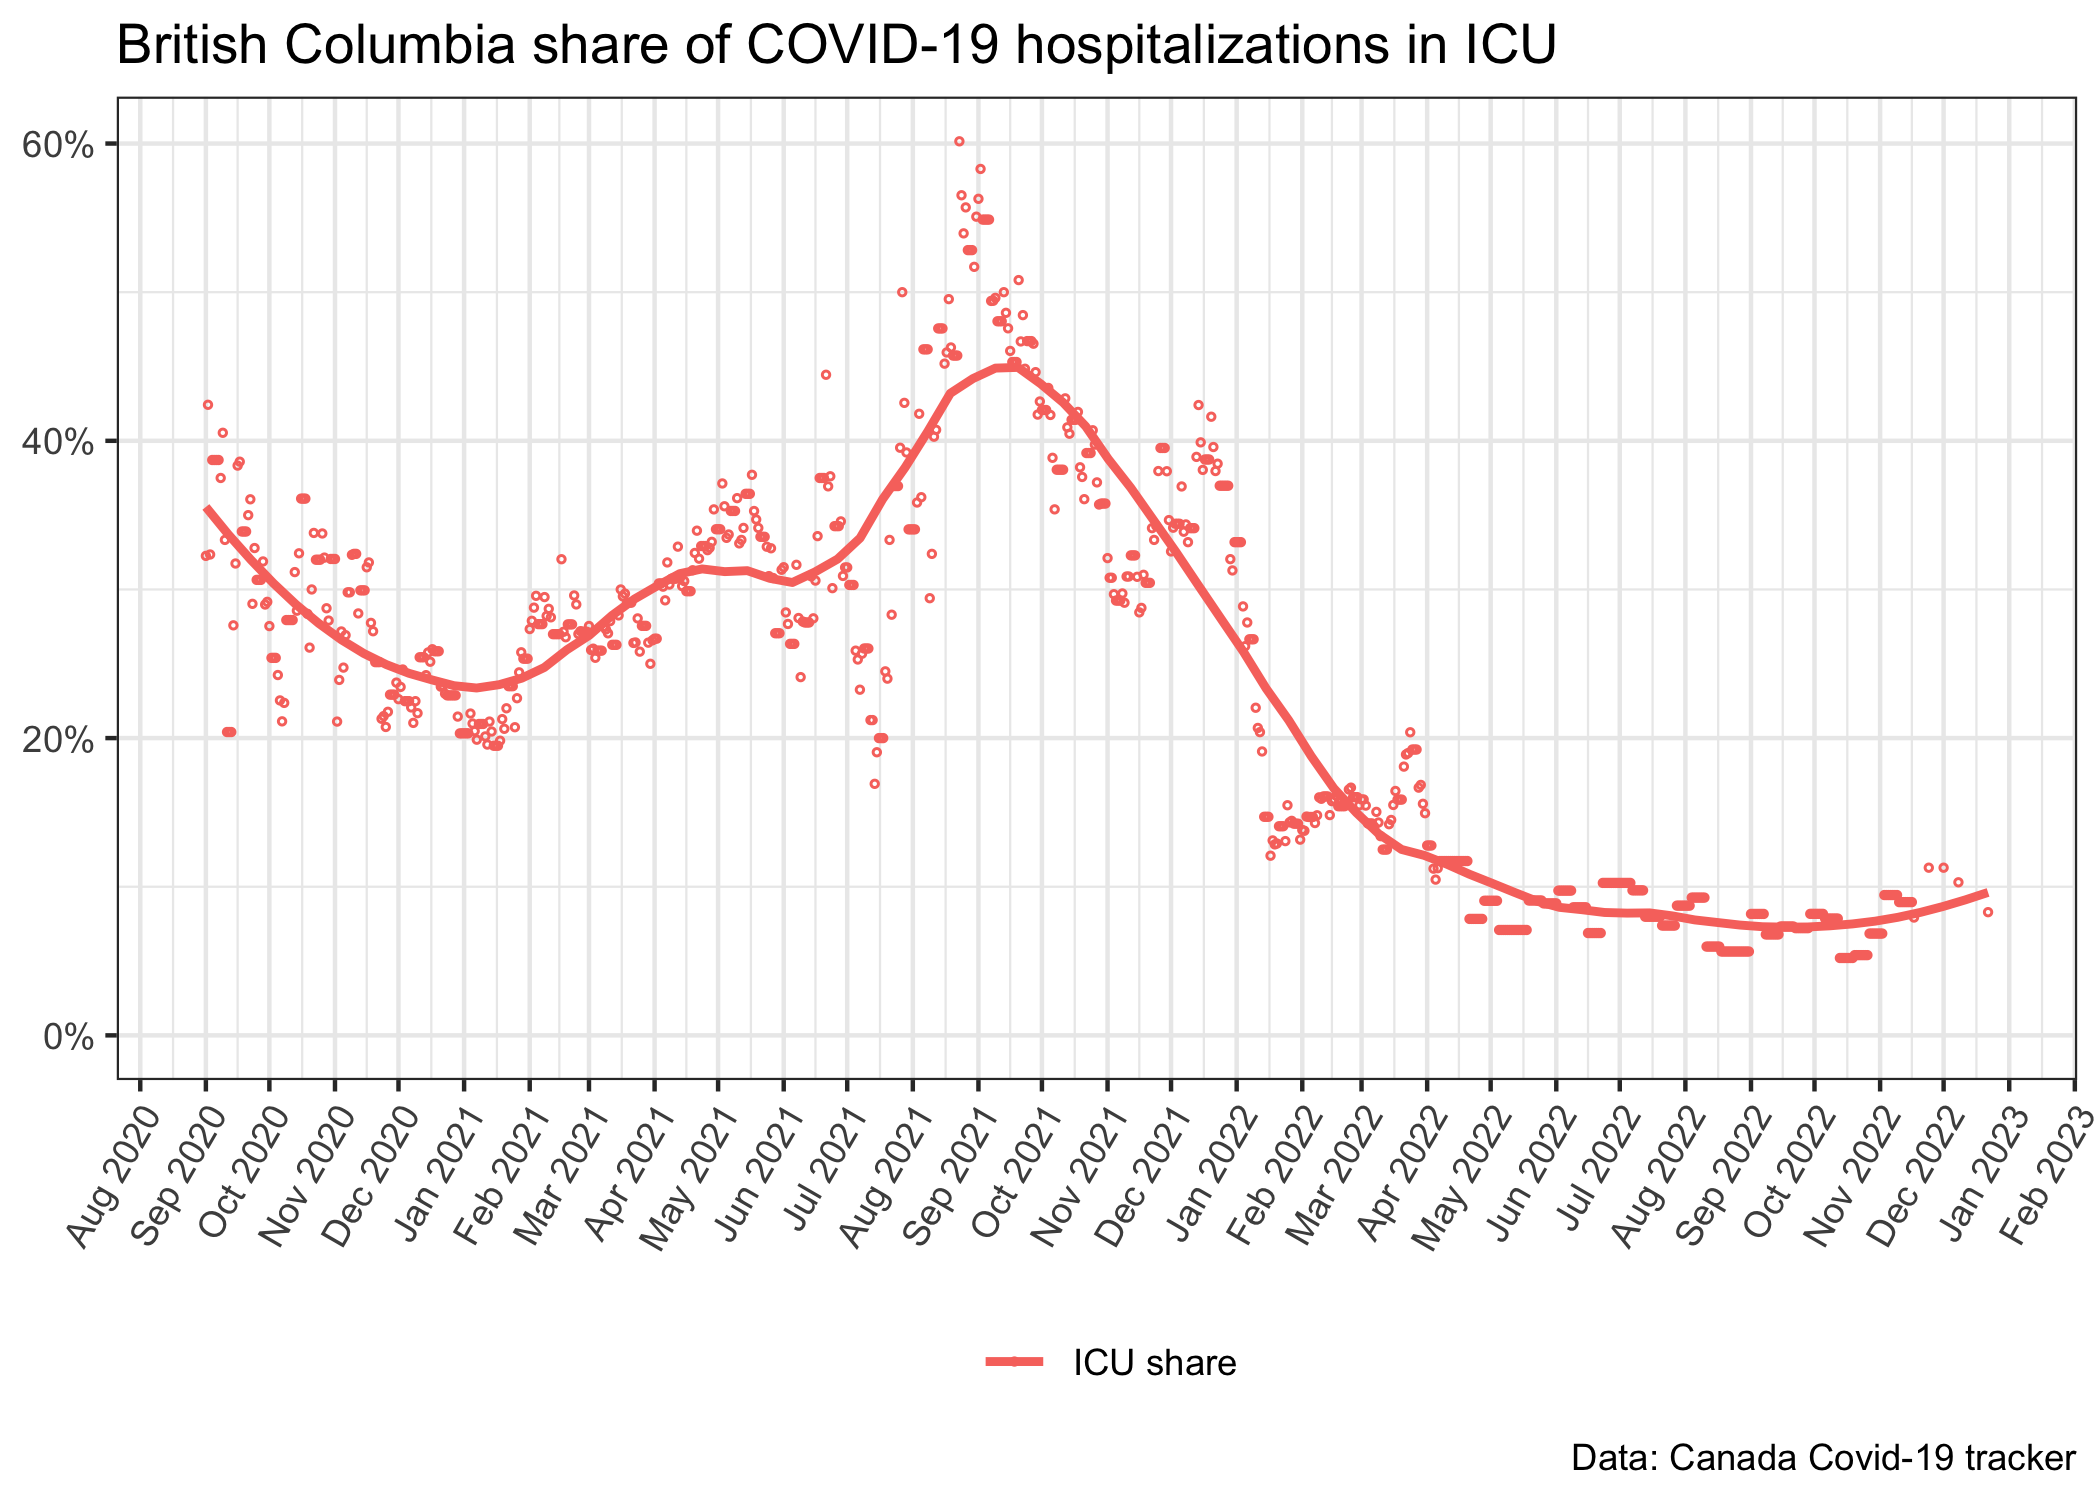 British Columbia share of COVID-19 hospitalizations in ICU
60%
40%
20%
0%
Aug 2020
Sep 2020
Oct 2020
Nov 2020
Dec 2020
Jan 2021
Feb 2021
Mar 2021
Apr 2021
May 2021
Jun 2021
Jul 2021
Aug 2021
Sep 2021
Oct 2021
Nov 2021
Dec 2021
Jan 2022
Feb 2022
Mar 2022
Apr 2022
May 2022
Jun 2022
Jul 2022
Aug 2022
Sep 2022
Oct 2022
Nov 2022
Dec 2022
Jan 2023
Feb 2023
ICU share
Data: Canada Covid-19 tracker